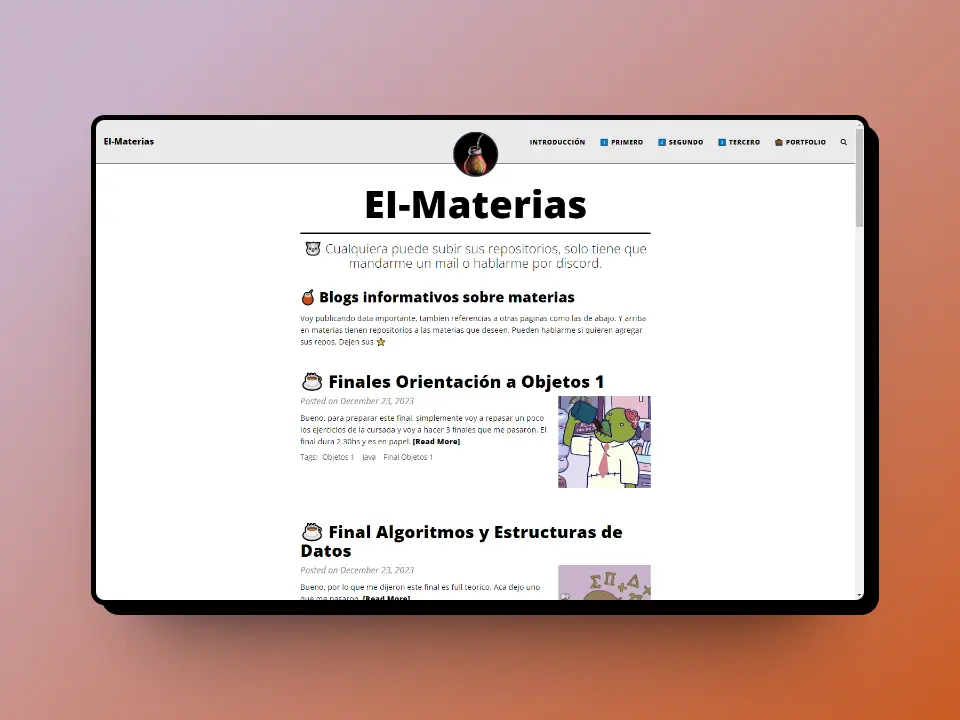 EI-Materias
INTRODUCCIÓN
1 PRIMERO
2 SEGUNDO
3 TERCERO
PORTFOLIO
EI-Materias
Cualquiera puede subir sus repositorios, solo tiene que
mandarme un mail o hablarme por discord.
Blogs informativos sobre materias
Voy publicando data importante, tambien referencias a otras paginas como las de abajo. Y arriba
en materias tienen repositorios a las materias que deseen. Pueden hablarme si quieren agregar
sus repos. Dejen sus
Finales Orientación a Objetos 1
Posted on December 23, 2023
Bueno, para preparar este final, simplemente voy a repasar un poco
los ejercicios de la cursada y voy a hacer 3 finales que me pasaron. El
final dura 2.30hs y es en papel. [Read More]
Tags: Objetos 1 Java Final Objetos 1
Final Algoritmos y Estructuras de
Datos
Posted on December 23, 2023
Bueno, por lo que me dijeron este final es full teorico. Aca dejo uno
que me pasaron. [Read More]